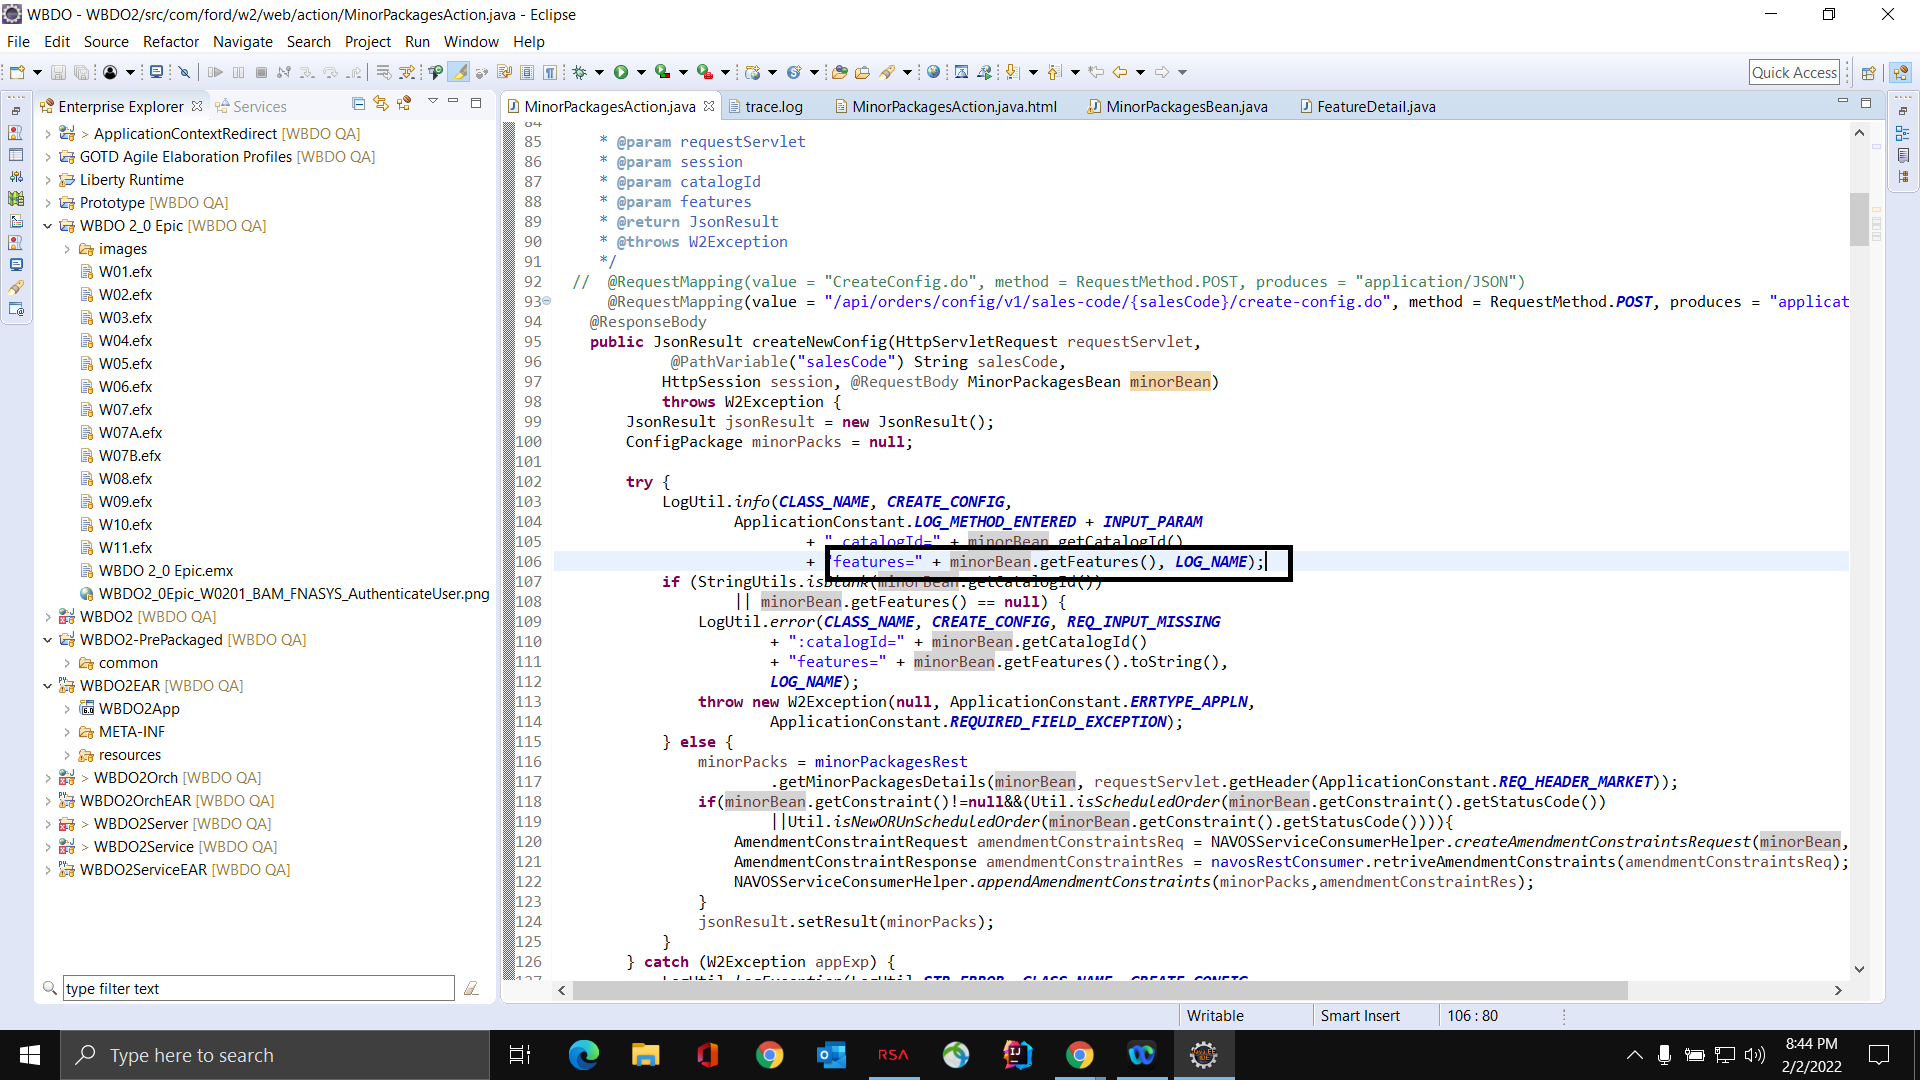 WBDO - WBDO2/src/com/ford/w2/web/action/MinorPackagesAction.java - Eclipse
File Edit Source Refactor Navigate Search Project Run Window Help
Quick Access
Enterprise Explorer
Services
> ApplicationContextRedirect [WBDO QA]
GOTD Agile Elaboration Profiles [WBDO QA]
Liberty Runtime
Prototype [WBDO QA]
WBDO 2_0 Epic [WBDO QA]
images
W01.efx
W02.efx
W03.efx
W04.efx
W05.efx
W06.efx
W07.efx
W07A.efx
W07B.efx
W08.efx
W09.efx
W10.efx
W11.efx
WBDO 2_0 Epic.emx
WBDO2_0Epic_W0201_BAM_FNASYS_AuthenticateUser.png
WBDO2 [WBDO QA]
WBDO2-PrePackaged [WBDO QA]
common
WBDO2EAR [WBDO QA]
WBDO2App
META-INF
resources
> WBDO2Orch [WBDO QA]
WBDO2OrchEAR [WBDO QA]
> WBDO2Server [WBDO QA]
> WBDO2Service [WBDO QA]
WBDO2ServiceEAR [WBDO QA]
type filter text
MinorPackagesAction.java trace.log MinorPackagesAction.java.html MinorPackagesBean.java FeatureDetail.java
84
85 * @param requestServlet
86 * @param session
87 * @param catalogId
88 * @param features
89 * @return JsonResult
90 * @throws W2Exception
91 */
92 // @RequestMapping(value = "CreateConfig.do", method = RequestMethod.POST, produces = "application/JSON")
93 @RequestMapping(value = "/api/orders/config/v1/sales-code/{salesCode}/create-config.do", method = RequestMethod.POST, produces = "applicat
94 @ResponseBody
95 public JsonResult createNewConfig(HttpServletRequest requestServlet,
96 @PathVariable("salesCode") String salesCode,
97 HttpSession session, @RequestBody MinorPackagesBean minorBean)
98 throws W2Exception {
99 JsonResult jsonResult = new JsonResult();
100 ConfigPackage minorPacks = null;
101
102 try {
103 LogUtil.info(CLASS_NAME, CREATE_CONFIG,
104 ApplicationConstant.LOG_METHOD_ENTERED + INPUT_PARAM
105 + " catalogId=" + minorBean.getCatalogId()
106 + "features=" + minorBean.getFeatures(), LOG_NAME);
107 if (StringUtils.isBlank(minorBean.getCatalogId())
108 || minorBean.getFeatures() == null) {
109 LogUtil.error(CLASS_NAME, CREATE_CONFIG, REQ_INPUT_MISSING
110 + ":catalogId=" + minorBean.getCatalogId()
111 + "features=" + minorBean.getFeatures().toString(),
112 LOG_NAME);
113 throw new W2Exception(null, ApplicationConstant.ERRTYPE_APPLN,
114 ApplicationConstant.REQUIRED_FIELD_EXCEPTION);
115 } else {
116 minorPacks = minorPackagesRest
117 .getMinorPackagesDetails(minorBean, requestServlet.getHeader(ApplicationConstant.REQ_HEADER_MARKET));
118 if(minorBean.getConstraint()!=null&&(Util.isScheduledOrder(minorBean.getConstraint().getStatusCode())
119 ||Util.isNewORUnScheduledOrder(minorBean.getConstraint().getStatusCode()))){
120 AmendmentConstraintRequest amendmentConstraintsReq = NAVOSServiceConsumerHelper.createAmendmentConstraintsRequest(minorBean,
121 AmendmentConstraintResponse amendmentConstraintRes = navosRestConsumer.retriveAmendmentConstraints(amendmentConstraintsReq);
122 NAVOSServiceConsumerHelper.appendAmendmentConstraints(minorPacks,amendmentConstraintRes);
123 }
124 jsonResult.setResult(minorPacks);
125 }
126 } catch (W2Exception appExp) {
127 LogUtil.logException(LogUtil.STR_ERROR, CLASS_NAME, CREATE_CONFIG
Writable Smart Insert 106 : 80
Type here to search
RSA
8:44 PM
2/2/2022